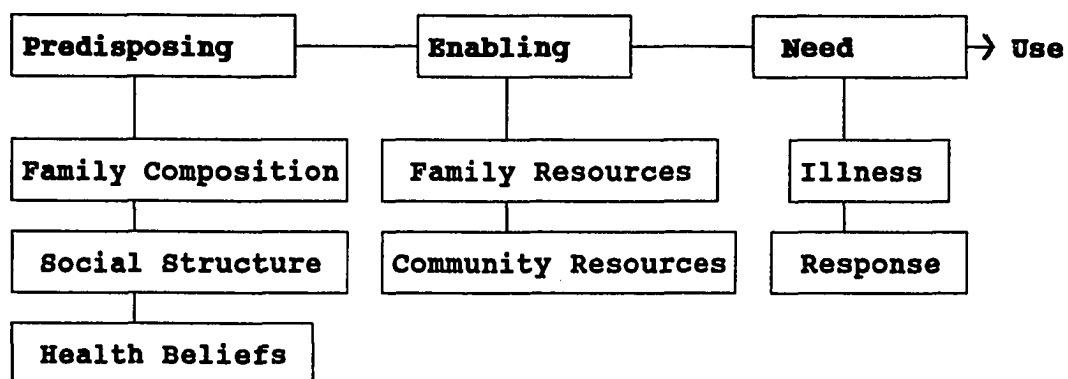 Predisposing Enabling Need Use
Family Composition Family Resources Illness
Social Structure Community Resources Response
Health Beliefs